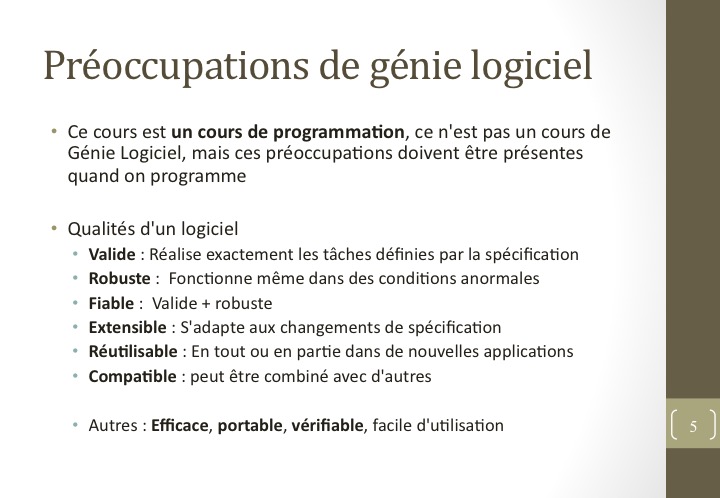 Préoccupations de génie logiciel
• Ce cours est un cours de programmation, ce n'est pas un cours de
Génie Logiciel, mais ces préoccupations doivent être présentes
quand on programme
• Qualités d'un logiciel
• Valide : Réalise exactement les tâches définies par la spécification
• Robuste : Fonctionne même dans des conditions anormales
• Fiable : Valide + robuste
• Extensible : S'adapte aux changements de spécification
• Réutilisable : En tout ou en partie dans de nouvelles applications
• Compatible : peut être combiné avec d'autres
• Autres : Efficace, portable, vérifiable, facile d'utilisation
5